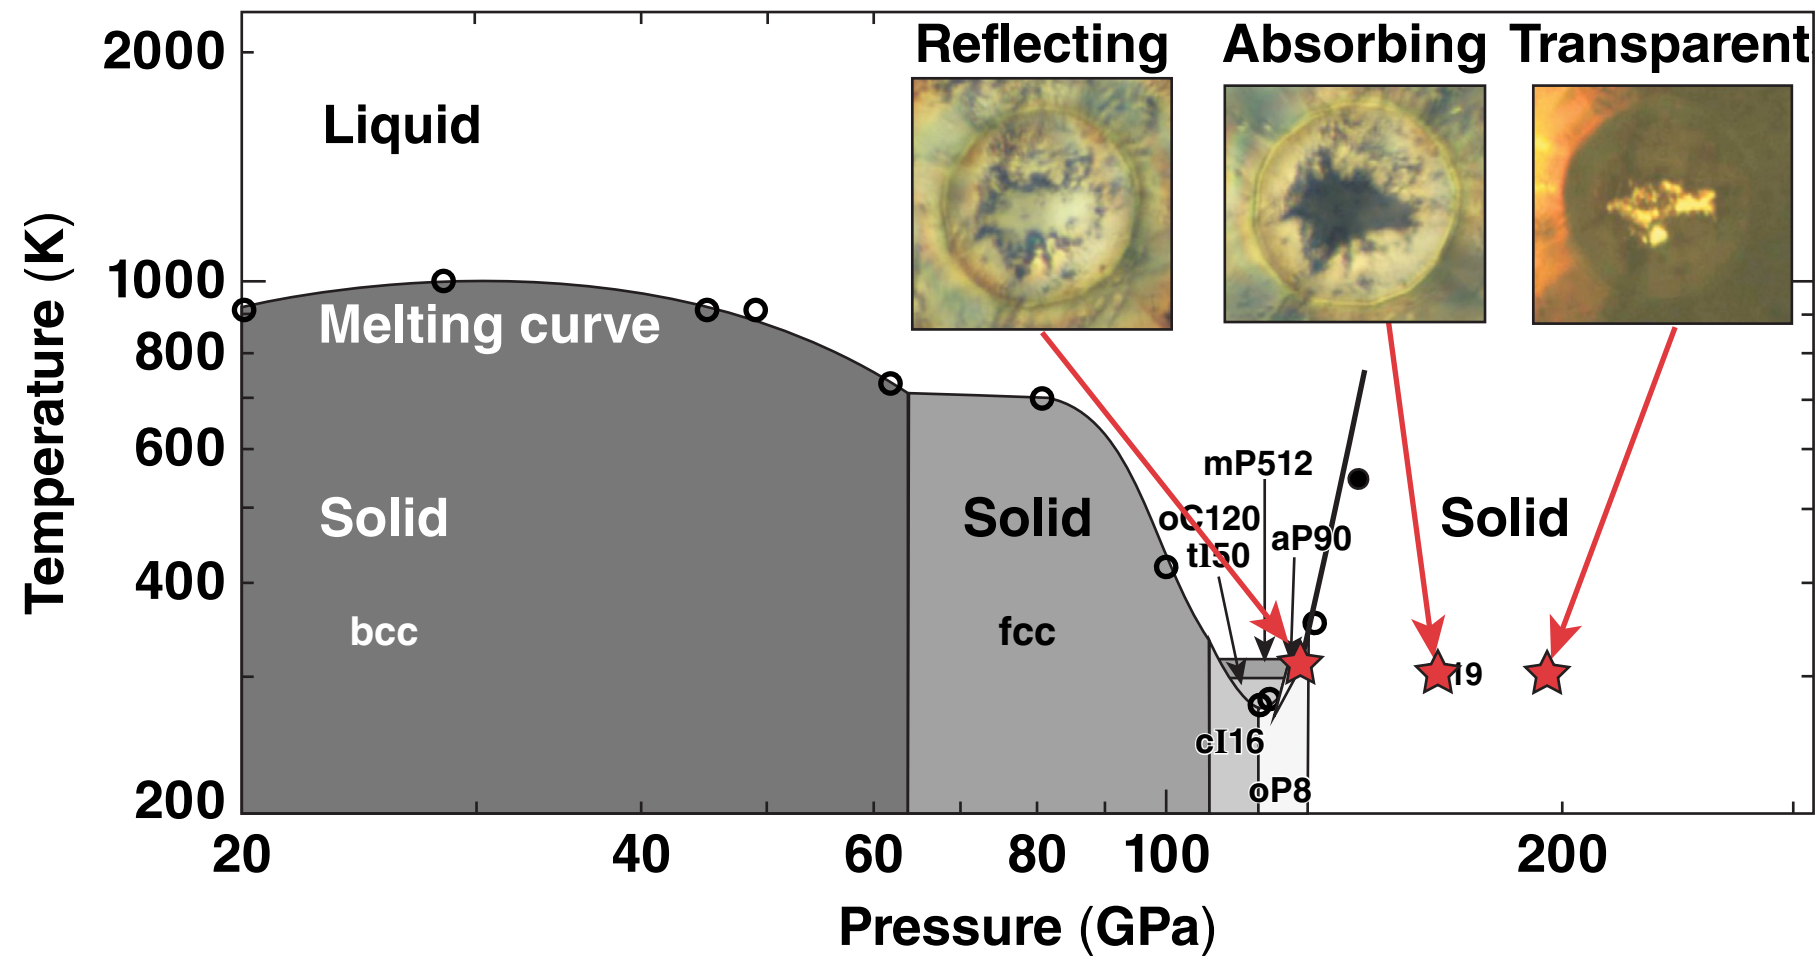 Reflecting Absorbing Transparent
2000
Liquid
1000
Melting curve
800
600
mP512
Solid Solid oC120 Solid
aP90
tI50
400
bcc fcc
19
cI16
200
oP8
20 40 60 80 100 200
Temperature (K)
Pressure (GPa)